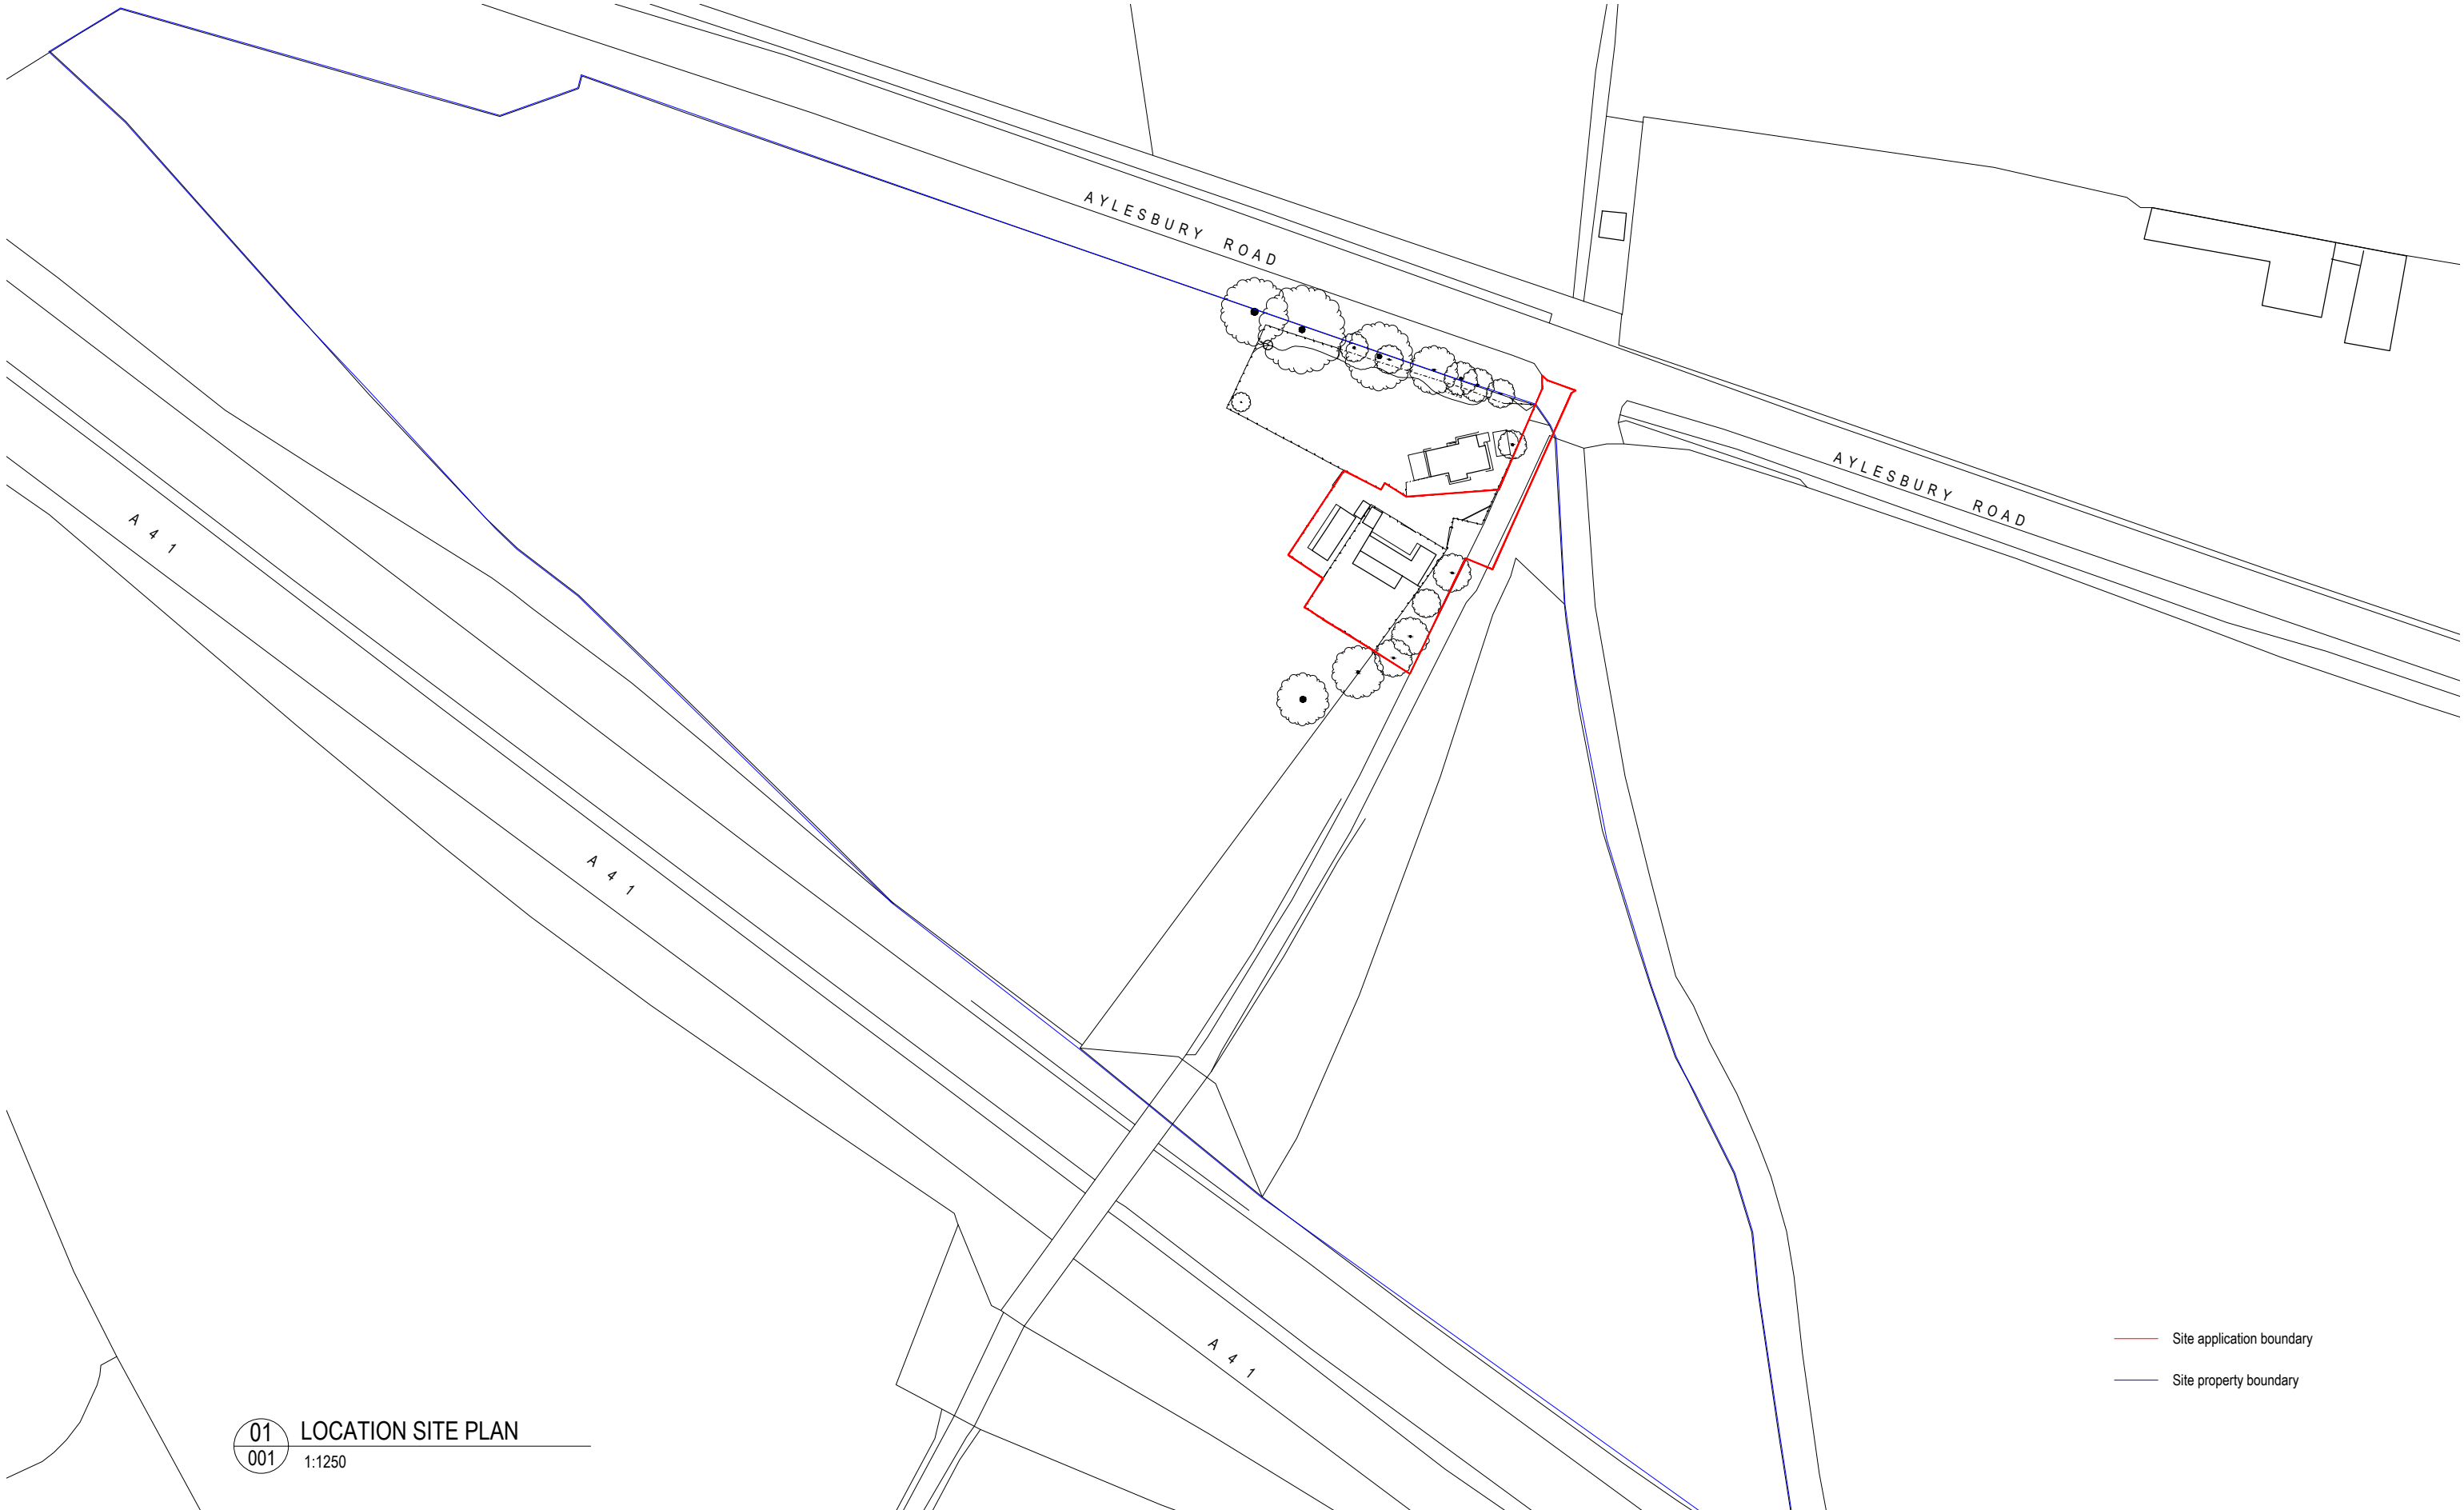 AYLESBURY ROAD
AYLESBURY ROAD
A 41
A 41
A 41
Site application boundary
Site property boundary
01
001
LOCATION SITE PLAN
1:1250